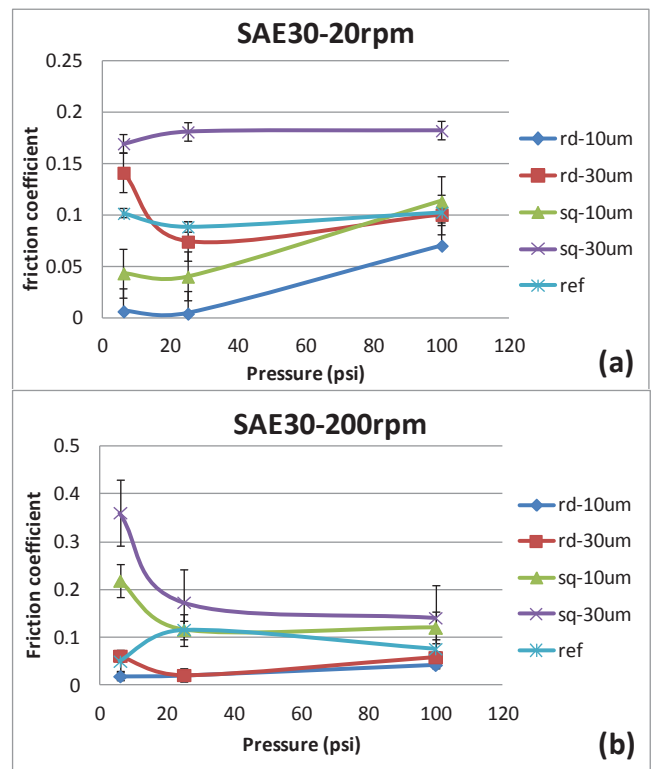 SAE30-20rpm
0.25
0.2
0.15
0.1
0.05
0
0 20 40 60 80 100 120
friction coefficient
Pressure (psi)
rd-10um
rd-30um
sq-10um
sq-30um
ref
(a)
SAE30-200rpm
0.5
0.4
0.3
0.2
0.1
0
0 20 40 60 80 100 120
Friction coefficient
Pressure (psi)
rd-10um
rd-30um
sq-10um
sq-30um
ref
(b)